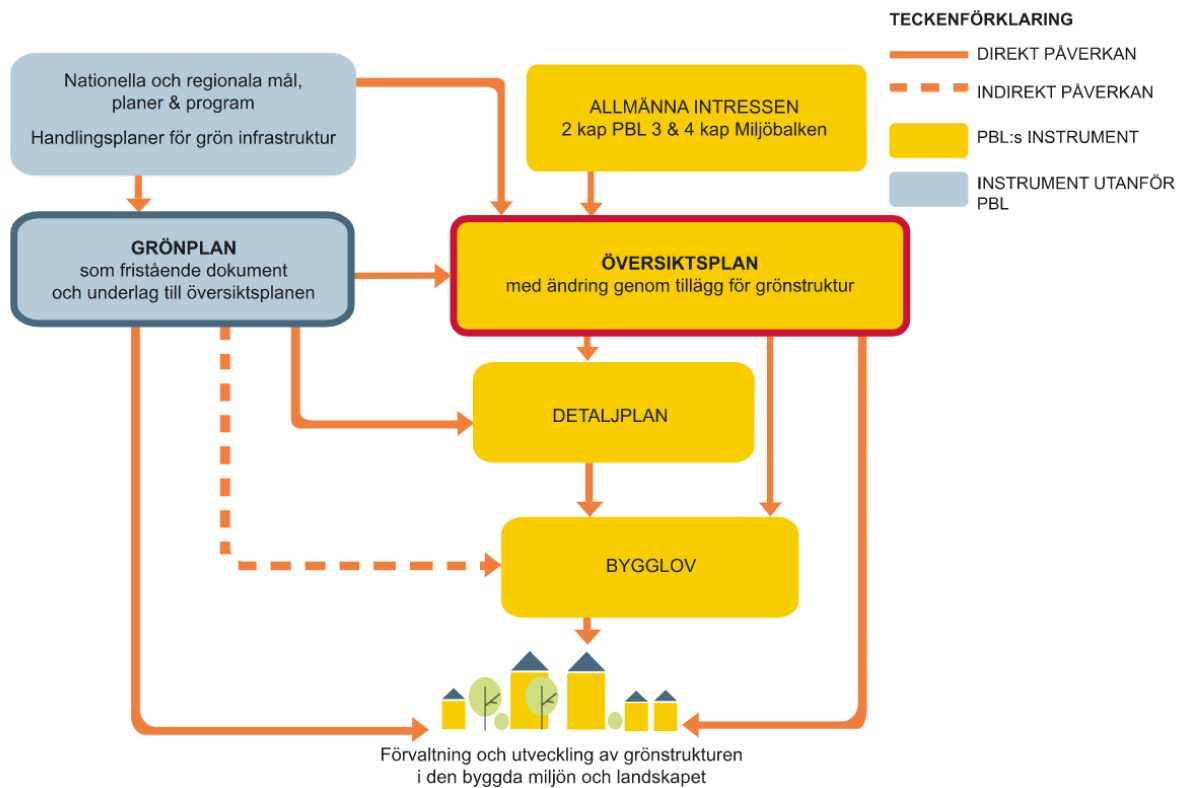 TECKENFÖRKLARING
DIREKT PÅVERKAN
INDIREKT PÅVERKAN
PBL:s INSTRUMENT
INSTRUMENT UTANFÖR
PBL
Nationella och regionala mål,
planer & program
Handlingsplaner för grön infrastruktur
ALLMÄNNA INTRESSEN
2 kap PBL 3 & 4 kap Miljöbalken
GRÖNPLAN
som fristående dokument
och underlag till översiktsplanen
ÖVERSIKTSPLAN
med ändring genom tillägg för grönstruktur
DETALJPLAN
BYGGLOV
Förvaltning och utveckling av grönstrukturen
i den byggda miljön och landskapet